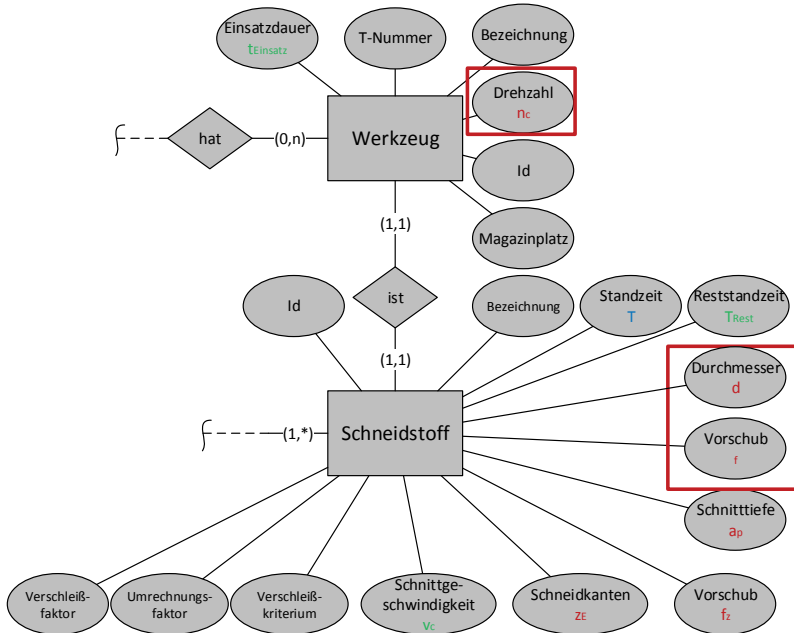 Einsatzdauer
tEinsatz
T-Nummer
Bezeichnung
Drehzahl
nc
hat
(0,n)
Werkzeug
Id
Magazinplatz
(1,1)
ist
Id
Bezeichnung
Standzeit
T
Reststandzeit
TRest
(1,1)
Durchmesser
d
(1,*)
Schneidstoff
Vorschub
f
Schnitttiefe
ap
Verschleiß-
faktor
Umrechnungs-
faktor
Verschleiß-
kriterium
Schnittge-
schwindigkeit
vc
Schneidkanten
zE
Vorschub
fz